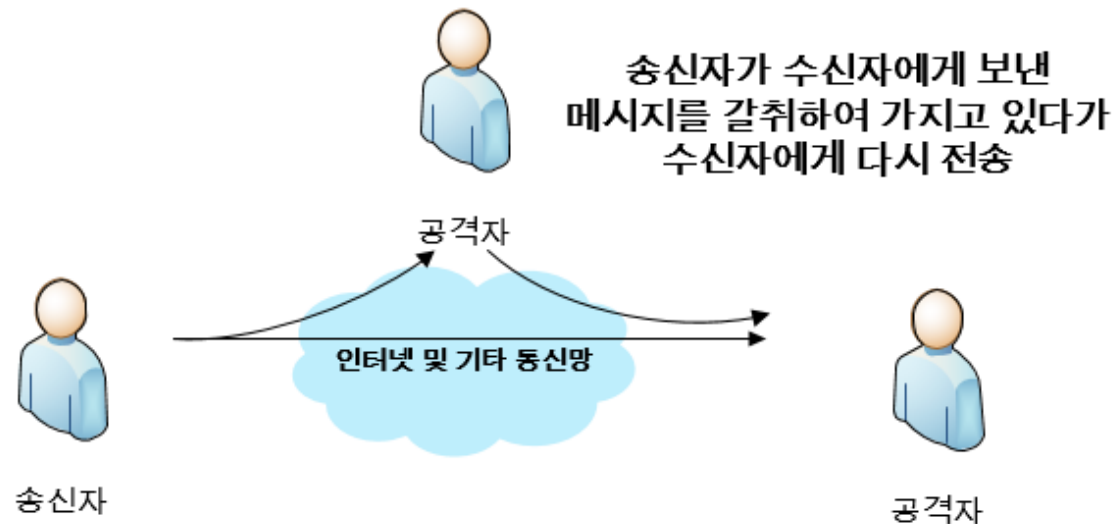 송신자가 수신자에게 보낸
메시지를 갈취하여 가지고 있다가
수신자에게 다시 전송
공격자
인터넷 및 기타 통신망
송신자
공격자